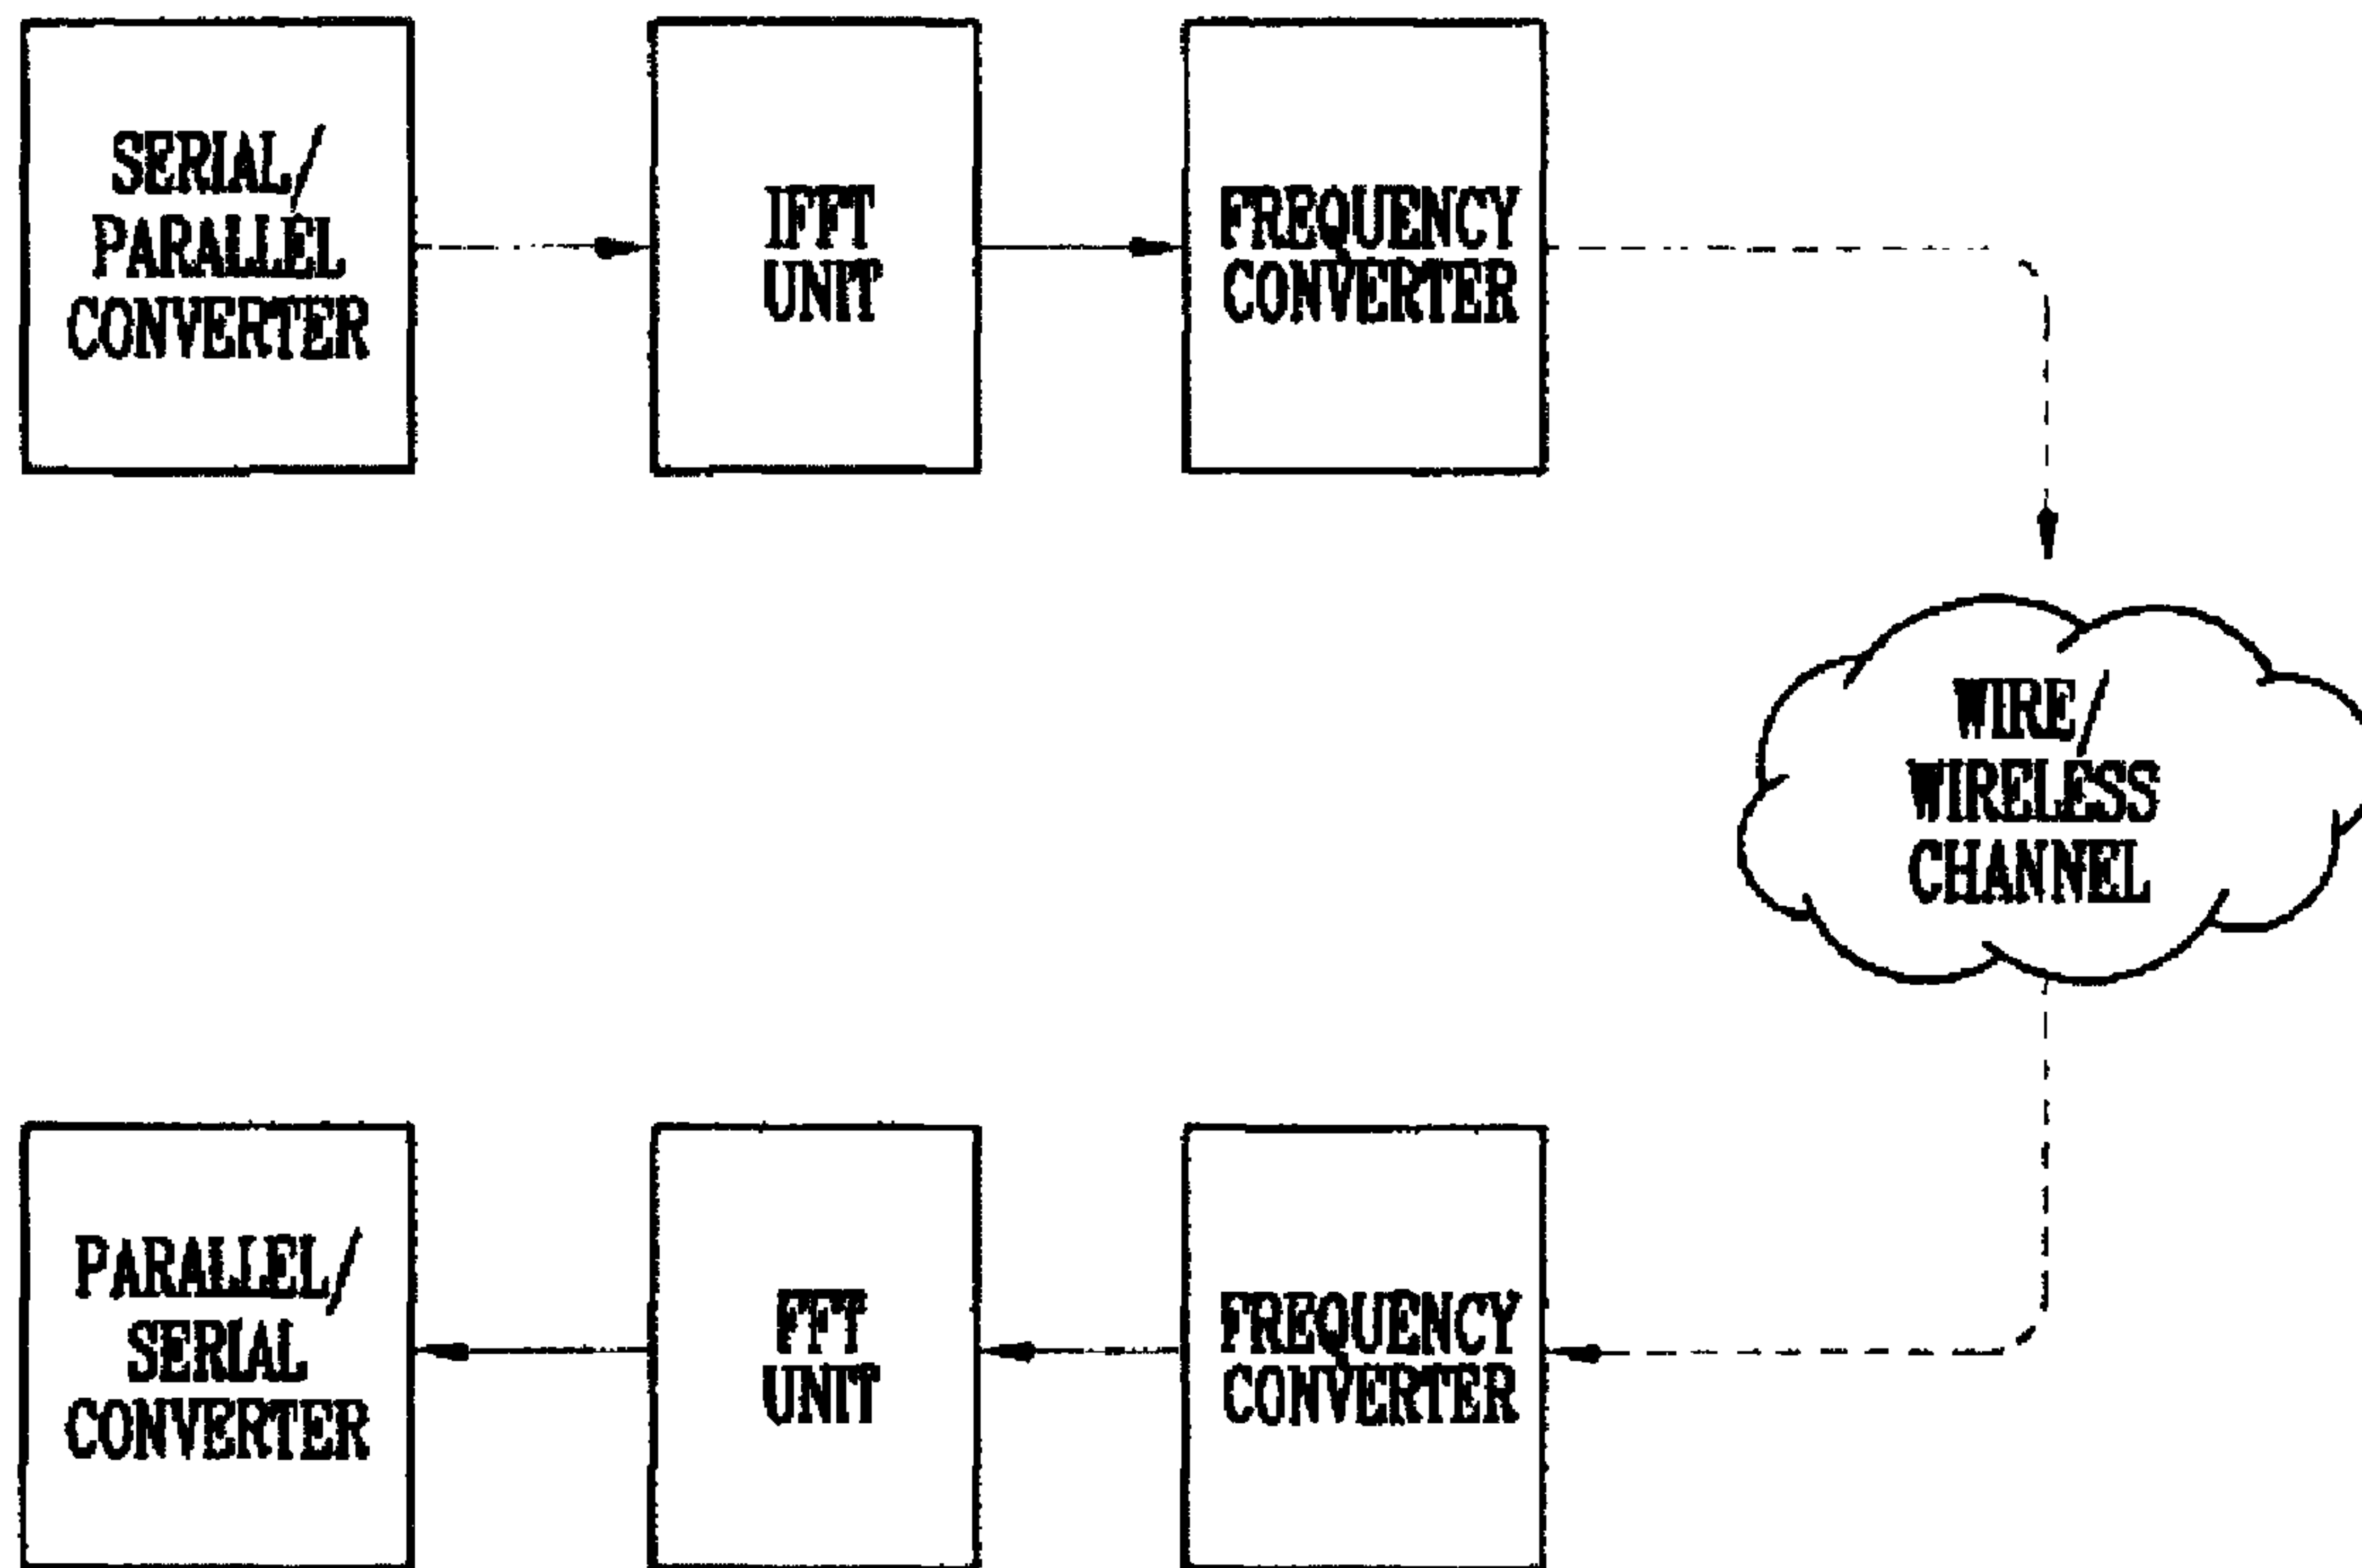 SERIAL/
PARALLEL
CONVERTER
IFFT
UNIT
FREQUENCY
CONVERTER
WIRE/
WIRELESS
CHANNEL
PARALLEL/
SERIAL
CONVERTER
FFT
UNIT
FREQUENCY
CONVERTER